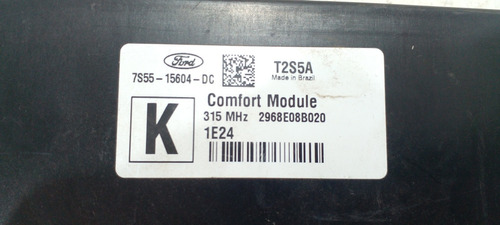 Ford
T2S5A
7S55-15604-DC
Made in Brazil
K
Comfort Module
315 MHz 2968E08B020
1E24